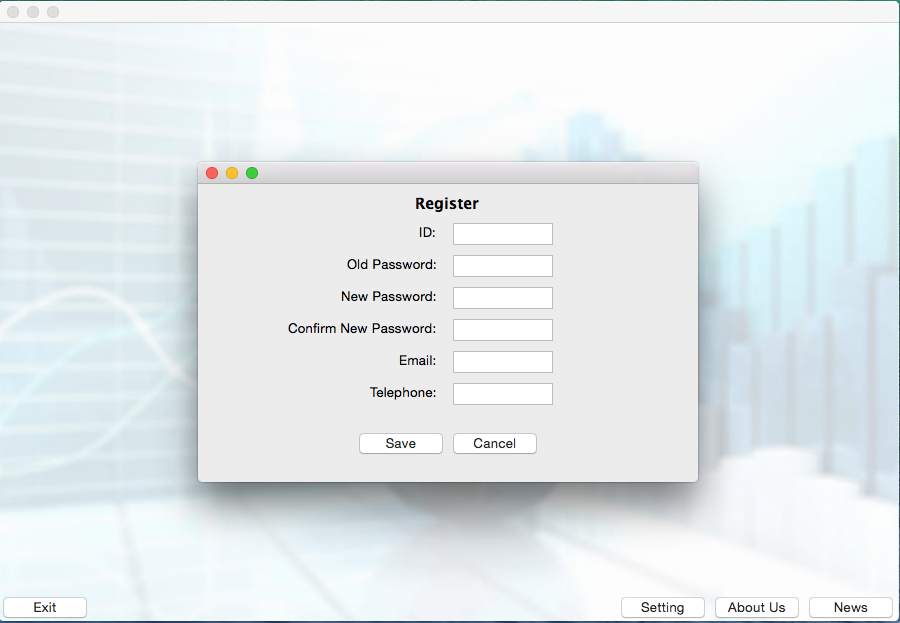 Register
ID:
Old Password:
New Password:
Confirm New Password:
Email:
Telephone:
Save Cancel
Exit Setting About Us News